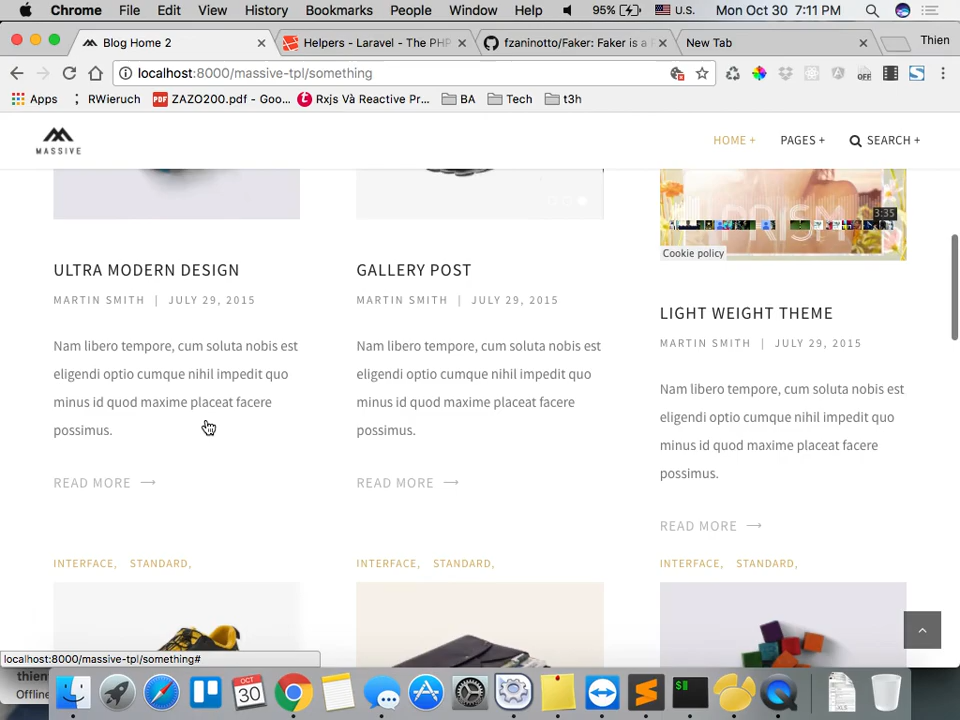 Chrome File Edit View History Bookmarks People Window Help 95% U.S. Mon Oct 30 7:11 PM
Blog Home 2 Helpers - Laravel - The PHP fzaninotto/Faker: Faker is a F New Tab Thien
localhost:8000/massive-tpl/something
Apps RWieruch ZAZO200.pdf - Goo... Rxjs Và Reactive Pr... BA Tech t3h
MASSIVE HOME + PAGES + SEARCH +
PRISM
3:35
Cookie policy
ULTRA MODERN DESIGN
MARTIN SMITH | JULY 29, 2015
Nam libero tempore, cum soluta nobis est
eligendi optio cumque nihil impedit quo
minus id quod maxime placeat facere
possimus.
READ MORE ⟶
GALLERY POST
MARTIN SMITH | JULY 29, 2015
Nam libero tempore, cum soluta nobis est
eligendi optio cumque nihil impedit quo
minus id quod maxime placeat facere
possimus.
READ MORE ⟶
LIGHT WEIGHT THEME
MARTIN SMITH | JULY 29, 2015
Nam libero tempore, cum soluta nobis est
eligendi optio cumque nihil impedit quo
minus id quod maxime placeat facere
possimus.
READ MORE ⟶
INTERFACE, STANDARD,
INTERFACE, STANDARD,
INTERFACE, STANDARD,
localhost:8000/massive-tpl/something#
Offline
OCT
30